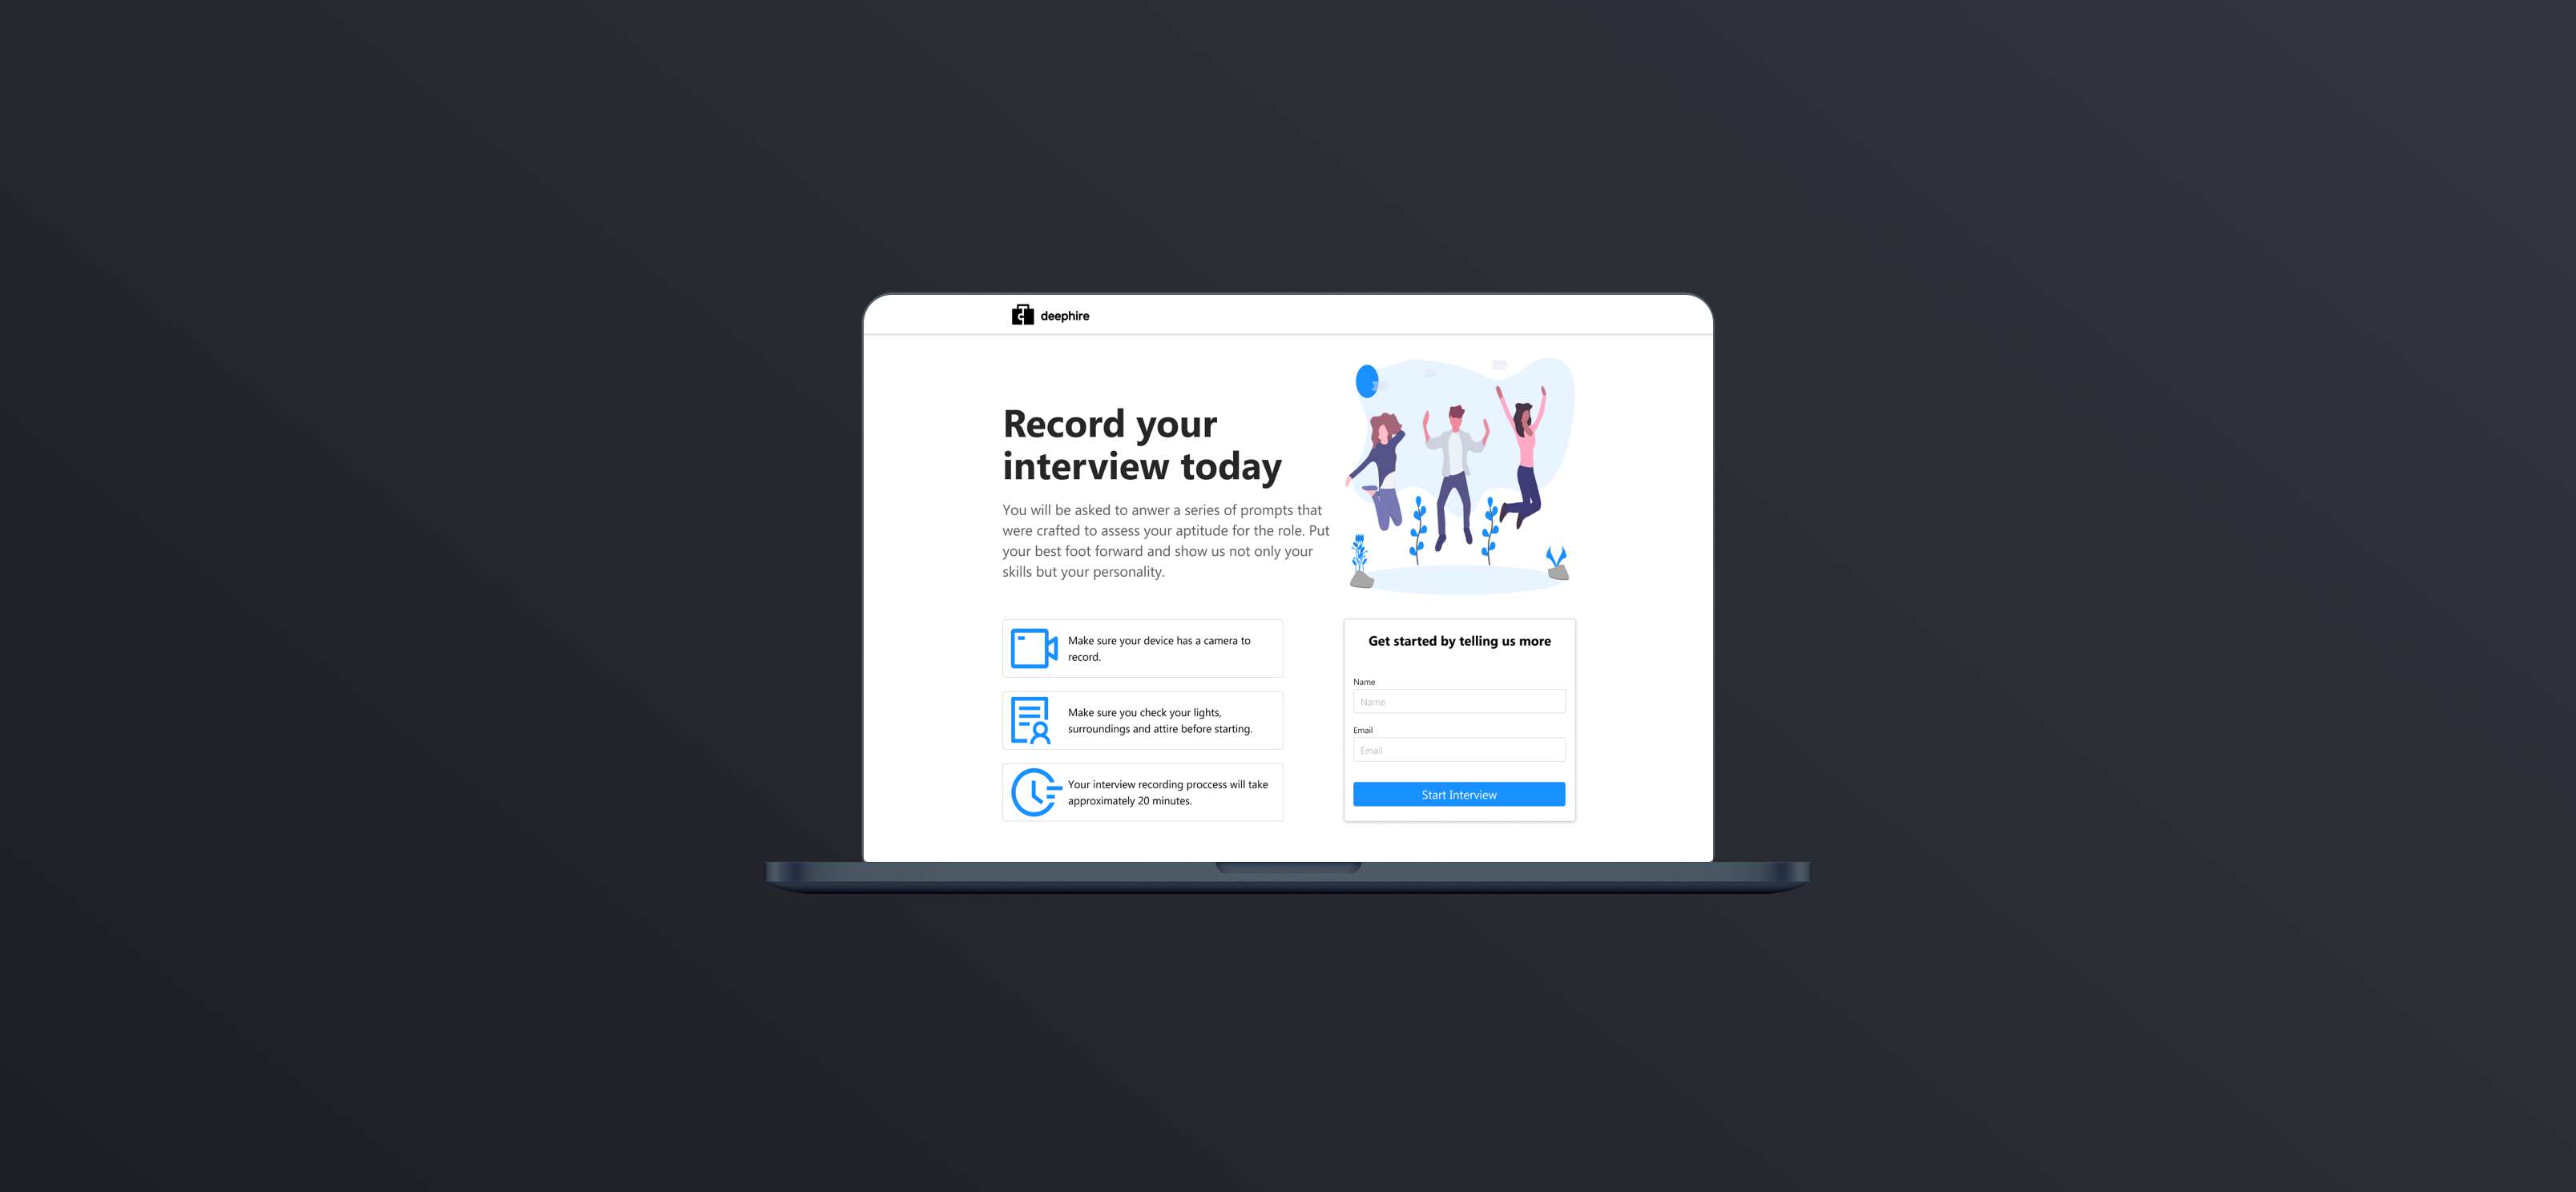 deephire
Record your
interview today
You will be asked to anwer a series of prompts that
were crafted to assess your aptitude for the role. Put
your best foot forward and show us not only your
skills but your personality.
Make sure your device has a camera to
record.
Make sure you check your lights,
surroundings and attire before starting.
Your interview recording proccess will take
approximately 20 minutes.
Get started by telling us more
Name
Name
Email
Email
Start Interview